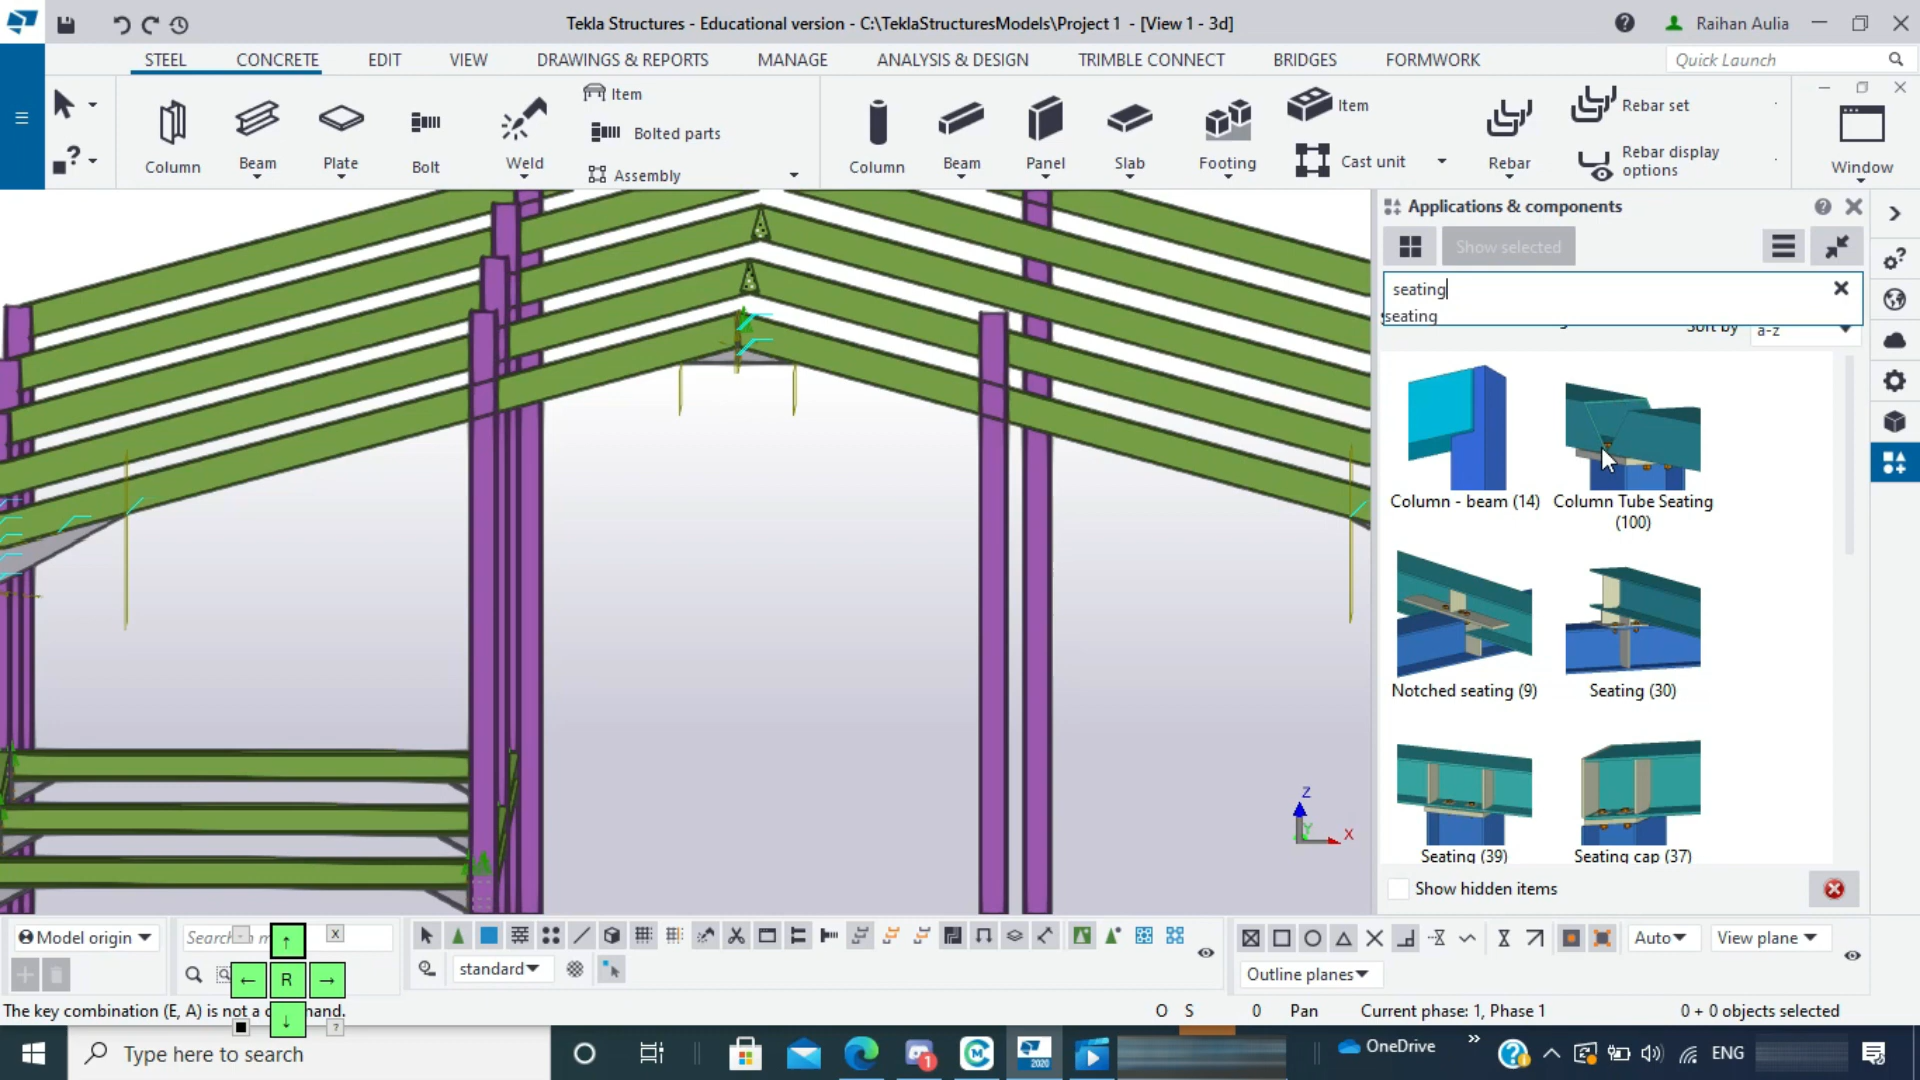 Tekla Structures - Educational version - C:\TeklaStructuresModels\Project 1 - [View 1 - 3d]
Raihan Aulia
STEEL CONCRETE EDIT VIEW DRAWINGS & REPORTS MANAGE ANALYSIS & DESIGN TRIMBLE CONNECT BRIDGES FORMWORK
Quick Launch
Column Beam Plate Bolt Weld
Item
Bolted parts
Assembly
Column Beam Panel Slab Footing
Item
Cast unit
Rebar
Rebar set
Rebar display
options
Window
Applications & components
Show selected
seating
seating
Sort by a-z
Column - beam (14)
Column Tube Seating
(100)
Notched seating (9)
Seating (30)
Seating (39)
Seating cap (37)
Show hidden items
Z
Y
X
Model origin
Search
X
↑
← R →
↓
?
standard
Auto
View plane
Outline planes
The key combination (E, A) is not a
mand.
O S 0 Pan Current phase: 1, Phase 1 0 + 0 objects selected
Type here to search
1
2020
OneDrive
ENG